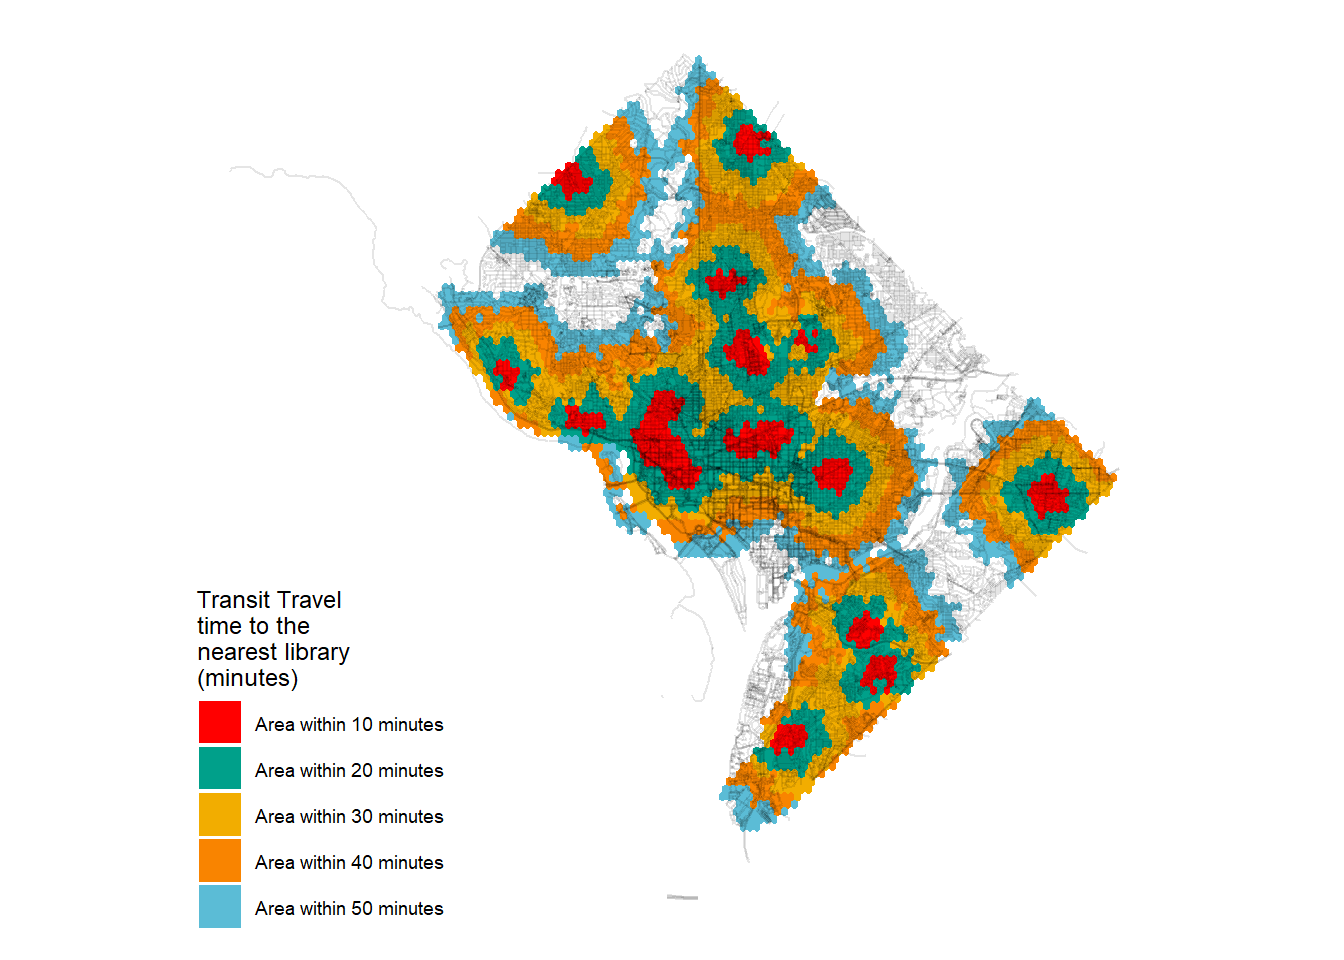 Transit Travel
time to the
nearest library
(minutes)
Area within 10 minutes
Area within 20 minutes
Area within 30 minutes
Area within 40 minutes
Area within 50 minutes